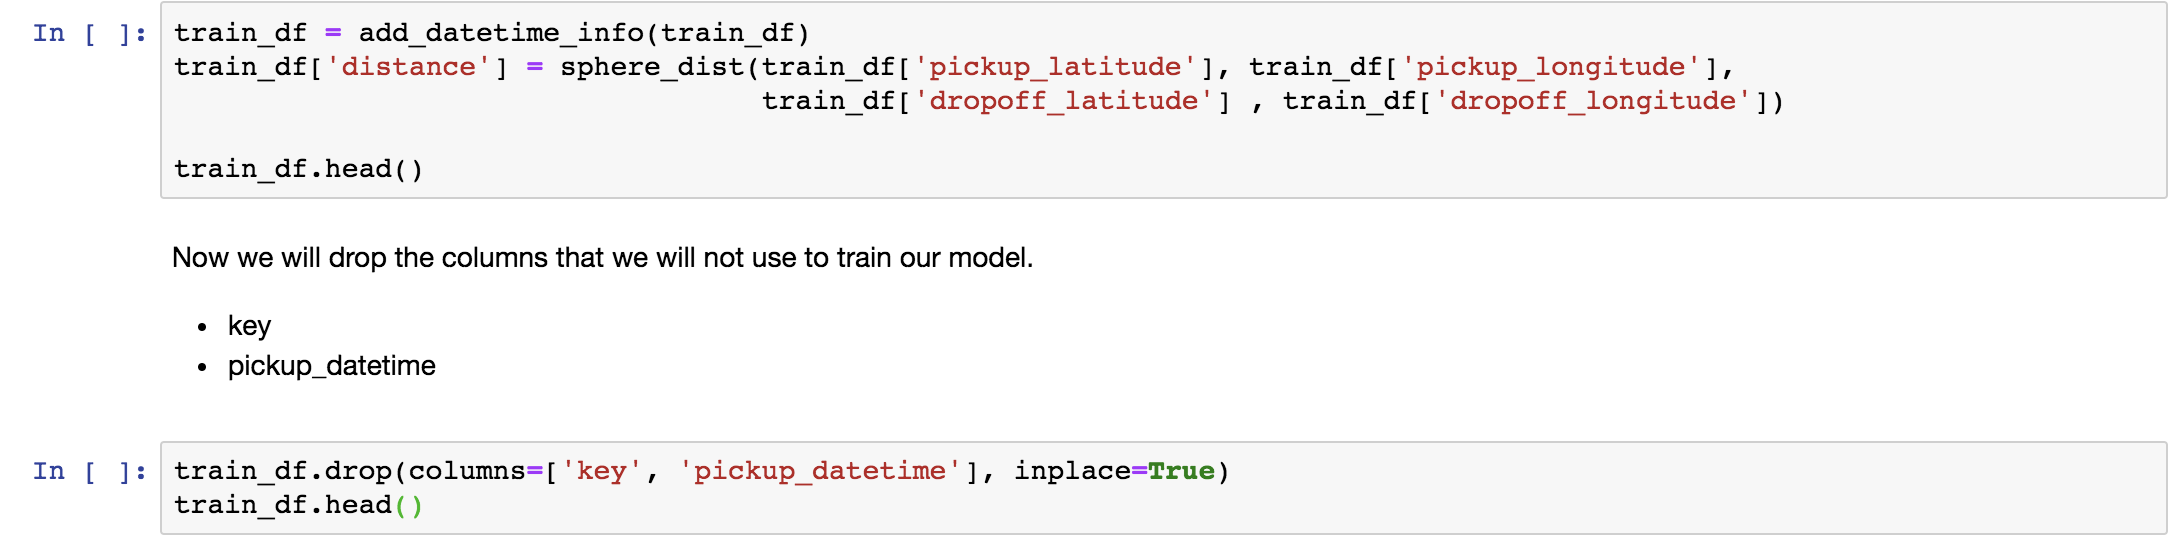 In [ ]: train_df = add_datetime_info(train_df)
train_df['distance'] = sphere_dist(train_df['pickup_latitude'], train_df['pickup_longitude'],
train_df['dropoff_latitude'] , train_df['dropoff_longitude'])
train_df.head()
Now we will drop the columns that we will not use to train our model.
• key
• pickup_datetime
In [ ]: train_df.drop(columns=['key', 'pickup_datetime'], inplace=True)
train_df.head()